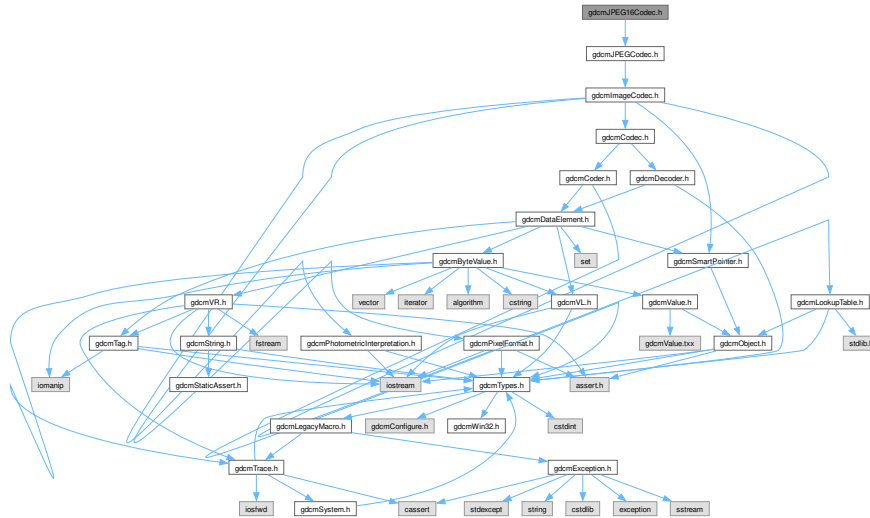 gdcmJPEG16Codec.h
gdcmJPEGCodec.h
gdcmImageCodec.h
gdcmCodec.h
gdcmCoder.h
gdcmDecoder.h
gdcmDataElement.h
gdcmByteValue.h
set
gdcmSmartPointer.h
gdcmVR.h
vector
iterator
algorithm
cstring
gdcmVL.h
gdcmValue.h
gdcmLookupTable.h
gdcmTag.h
gdcmString.h
fstream
gdcmPhotometricInterpretation.h
gdcmPixelFormat.h
gdcmValue.txx
gdcmObject.h
stdlib.h
iomanip
gdcmStaticAssert.h
iostream
gdcmTypes.h
assert.h
gdcmLegacyMacro.h
gdcmConfigure.h
gdcmWin32.h
cstdint
gdcmTrace.h
gdcmException.h
iosfwd
gdcmSystem.h
cassert
stdexcept
string
cstdlib
exception
sstream